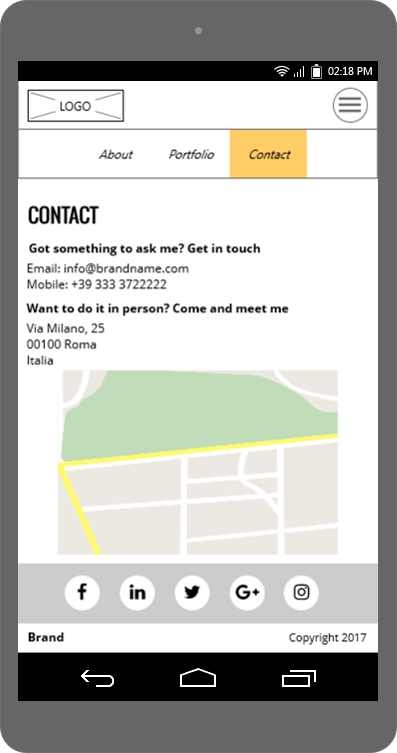 02:18 PM
LOGO
About Portfolio Contact
CONTACT
Got something to ask me? Get in touch
Email: info@brandname.com
Mobile: +39 333 3722222
Want to do it in person? Come and meet me
Via Milano, 25
00100 Roma
Italia
f in G+
Brand Copyright 2017